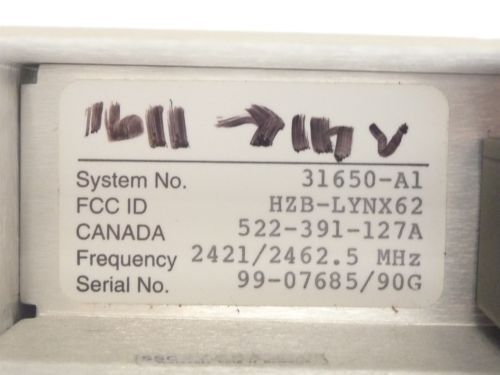 System No. 31650-A1
FCC ID HZB-LYNX62
CANADA 522-391-127A
Frequency 2421/2462.5 MHz
Serial No. 99-07685/90G